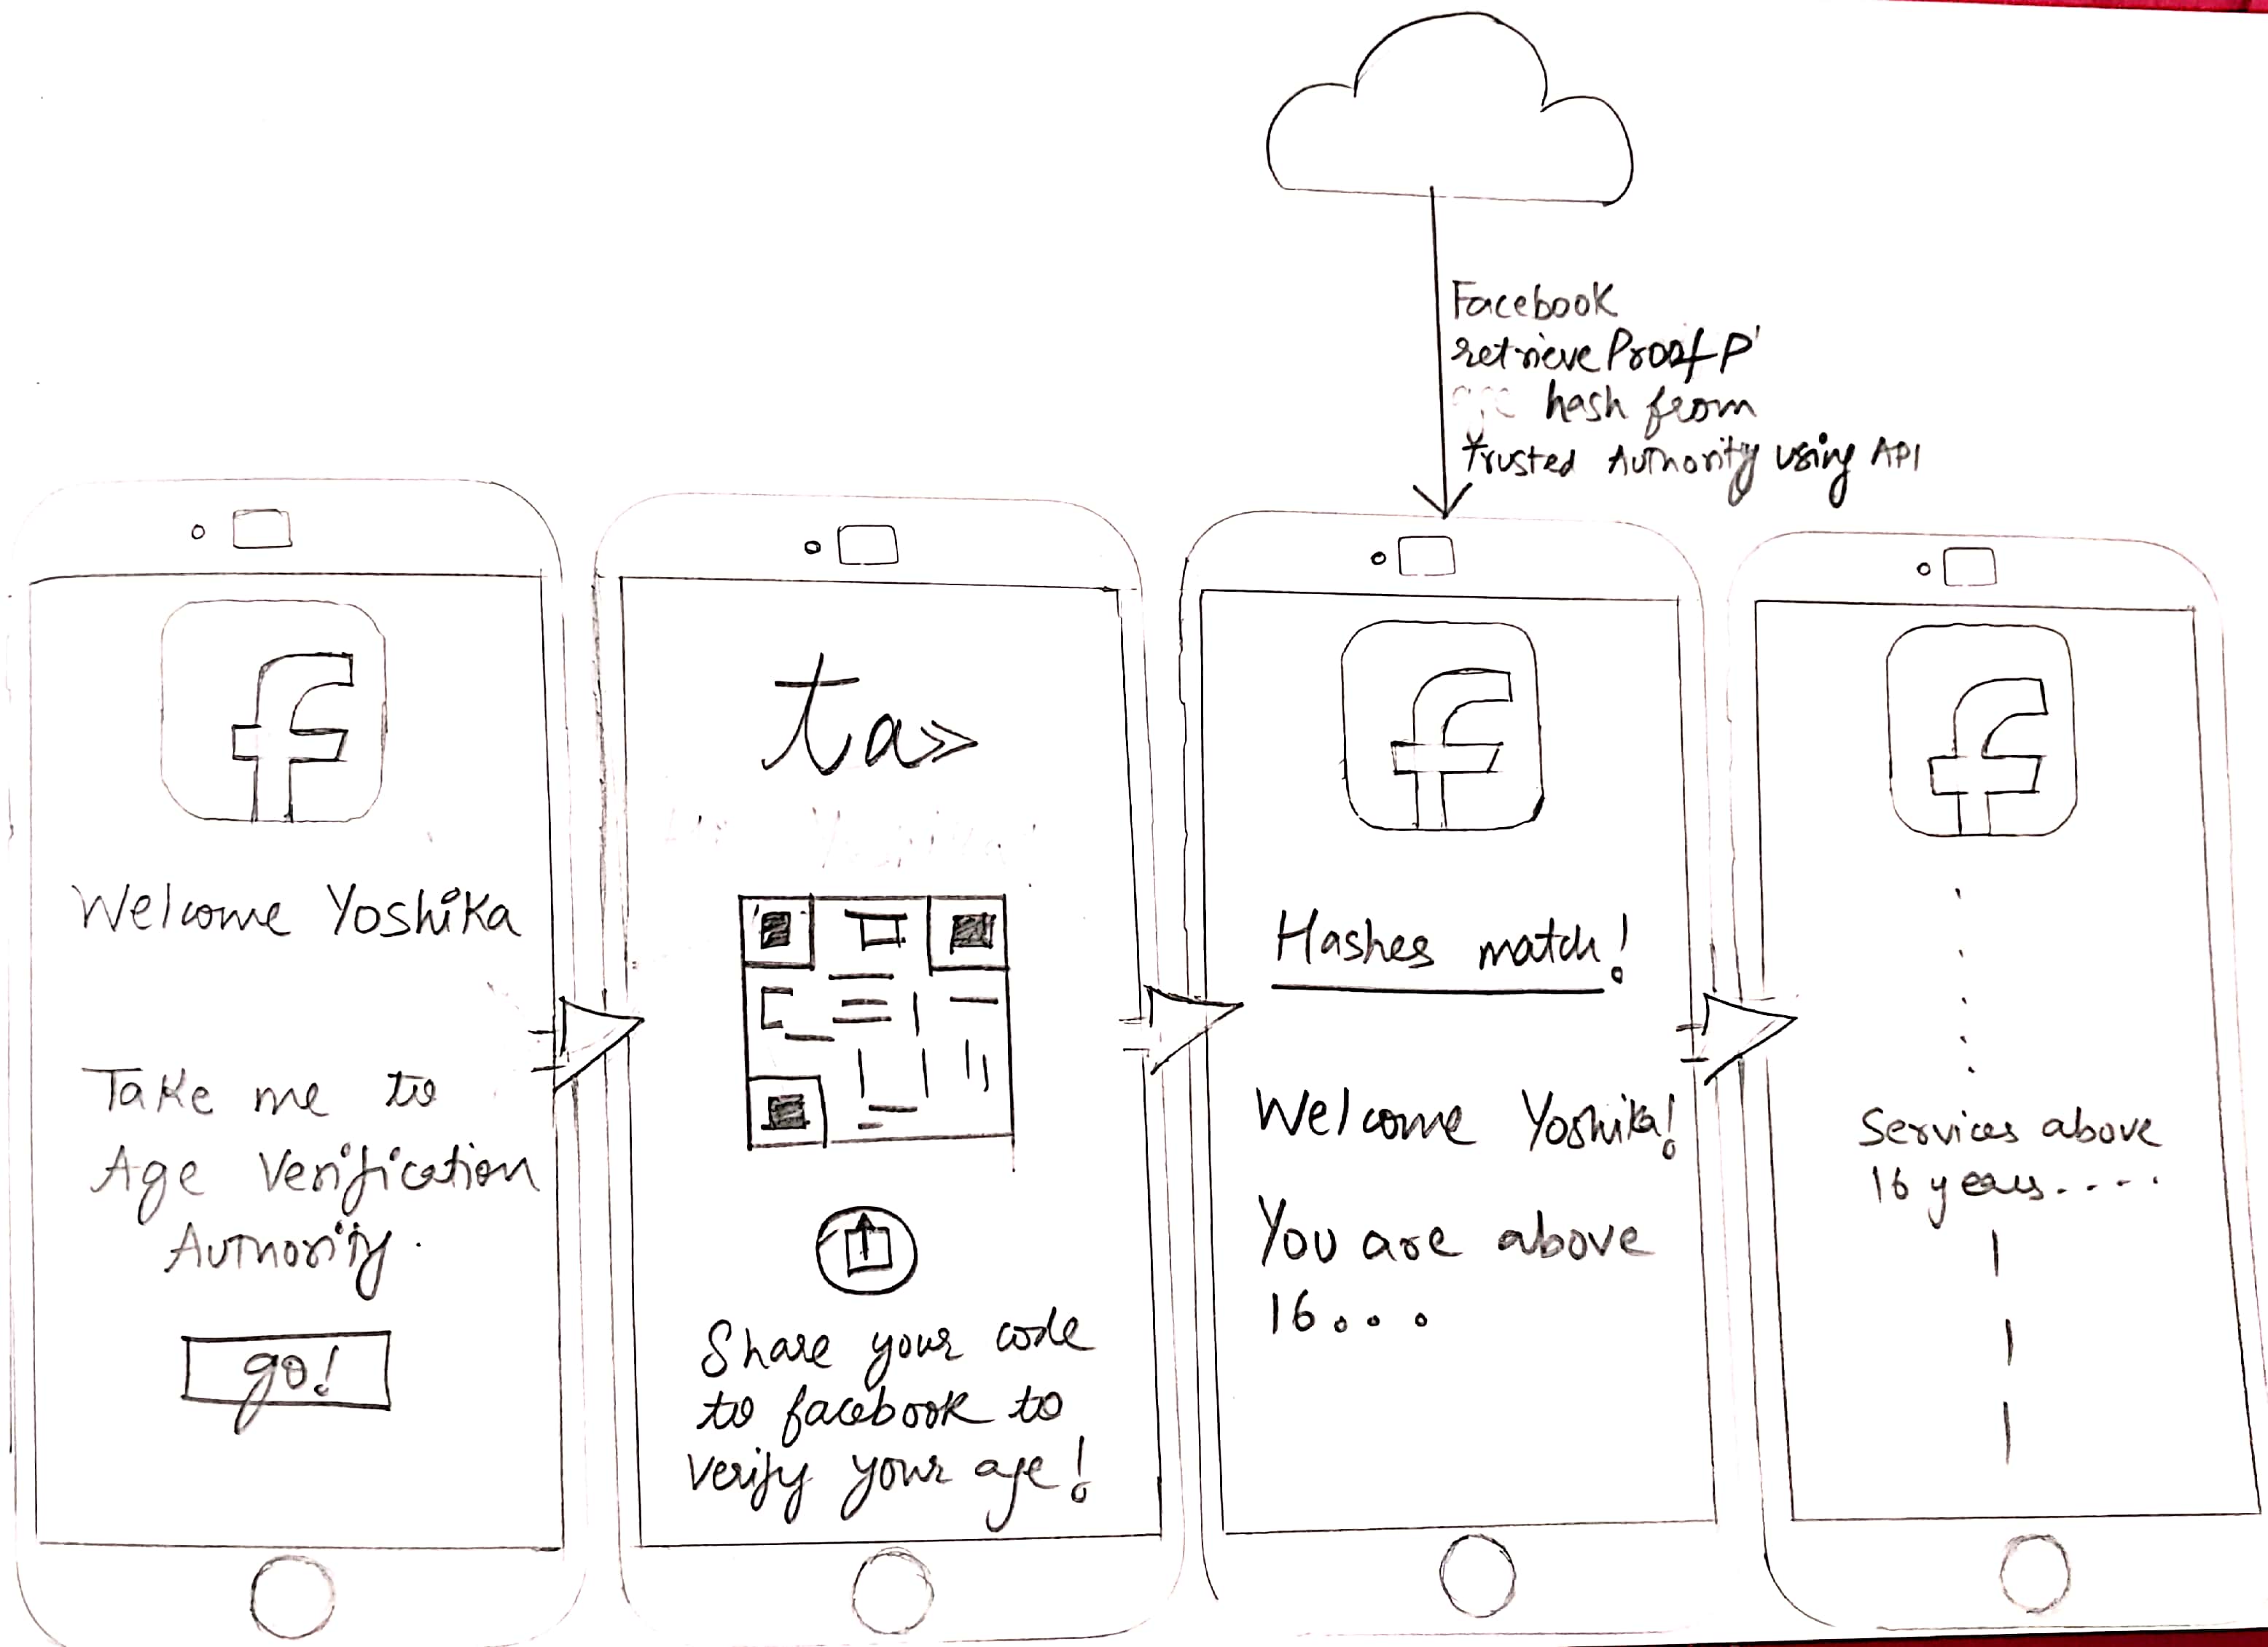 Facebook
retrieve Proof P'
age hash from
Trusted Authority using API
f
Welcome Yoshika
Take me to
Age Verification
Authority.
go!
ta>>
Share your code
to facebook to
verify your age!
f
Hashes match!
Welcome Yoshika!
You are above
16...
f
Services above
16 years.....